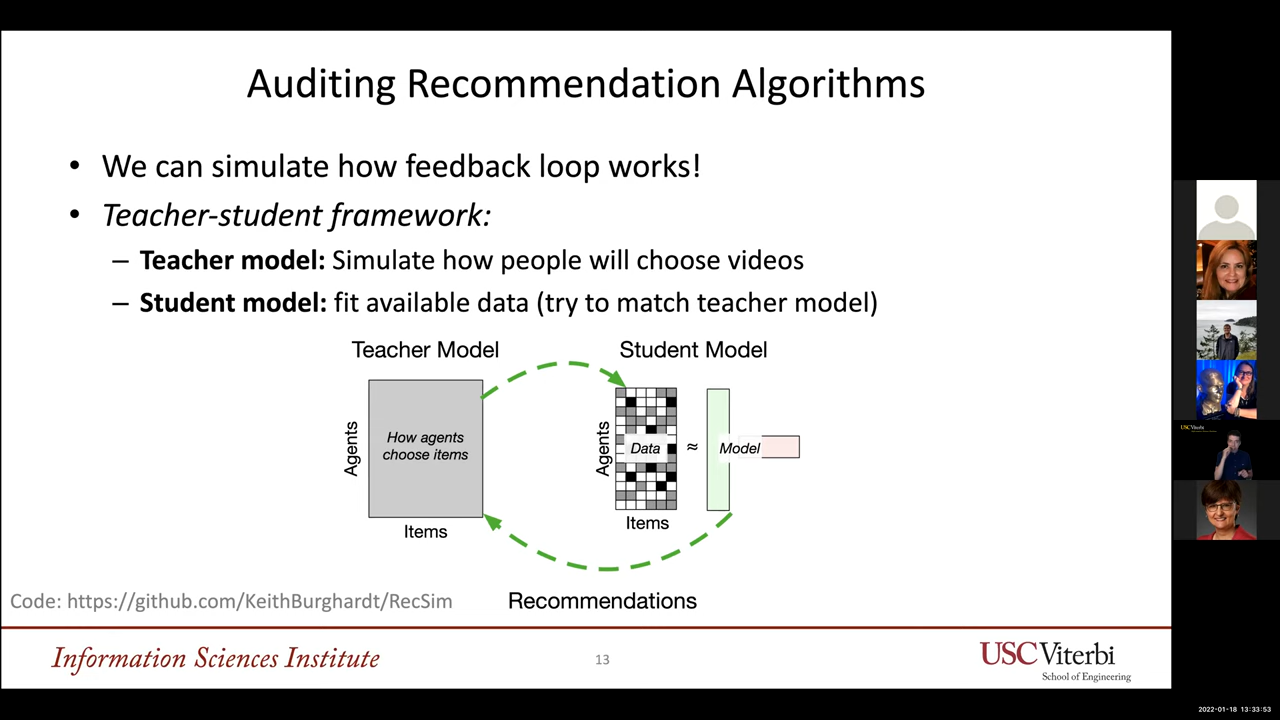 Auditing Recommendation Algorithms
• We can simulate how feedback loop works!
• Teacher-student framework:
– Teacher model: Simulate how people will choose videos
– Student model: fit available data (try to match teacher model)
Teacher Model
Student Model
Agents
How agents
choose items
Items
Agents
Data
≈
Model
Items
Recommendations
Code: https://github.com/KeithBurghardt/RecSim
Information Sciences Institute
13
USC Viterbi
School of Engineering
USC Viterbi
2022-01-18 13:33:53